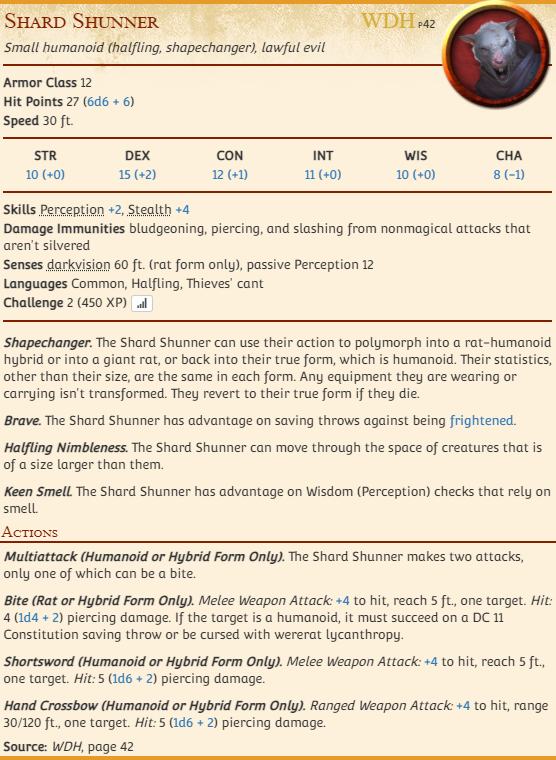 Shard Shunner WDH P42
Small humanoid (halfling, shapechanger), lawful evil
Armor Class 12
Hit Points 27 (6d6 + 6)
Speed 30 ft.
STR DEX CON INT WIS CHA
10 (+0) 15 (+2) 12 (+1) 11 (+0) 10 (+0) 8 (−1)
Skills Perception +2, Stealth +4
Damage Immunities bludgeoning, piercing, and slashing from nonmagical attacks that
aren't silvered
Senses darkvision 60 ft. (rat form only), passive Perception 12
Languages Common, Halfling, Thieves' cant
Challenge 2 (450 XP)
Shapechanger. The Shard Shunner can use their action to polymorph into a rat-humanoid
hybrid or into a giant rat, or back into their true form, which is humanoid. Their statistics,
other than their size, are the same in each form. Any equipment they are wearing or
carrying isn't transformed. They revert to their true form if they die.
Brave. The Shard Shunner has advantage on saving throws against being frightened.
Halfling Nimbleness. The Shard Shunner can move through the space of creatures that is
of a size larger than them.
Keen Smell. The Shard Shunner has advantage on Wisdom (Perception) checks that rely on
smell.
Actions
Multiattack (Humanoid or Hybrid Form Only). The Shard Shunner makes two attacks,
only one of which can be a bite.
Bite (Rat or Hybrid Form Only). Melee Weapon Attack: +4 to hit, reach 5 ft., one target. Hit:
4 (1d4 + 2) piercing damage. If the target is a humanoid, it must succeed on a DC 11
Constitution saving throw or be cursed with wererat lycanthropy.
Shortsword (Humanoid or Hybrid Form Only). Melee Weapon Attack: +4 to hit, reach 5 ft.,
one target. Hit: 5 (1d6 + 2) piercing damage.
Hand Crossbow (Humanoid or Hybrid Form Only). Ranged Weapon Attack: +4 to hit, range
30/120 ft., one target. Hit: 5 (1d6 + 2) piercing damage.
Source: WDH, page 42